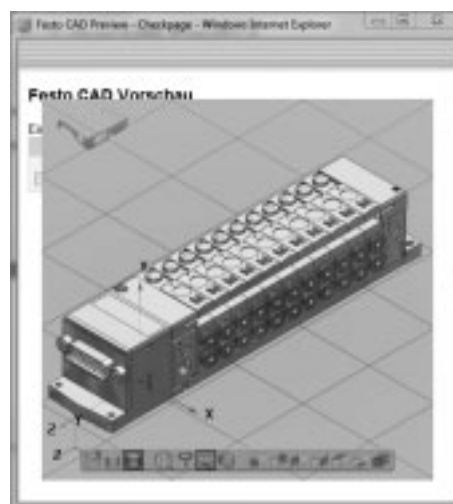 Festo CAD Preview - Checkpage - Windows Internet Explorer
Festo CAD Vorschau
X
Y
Z
Z